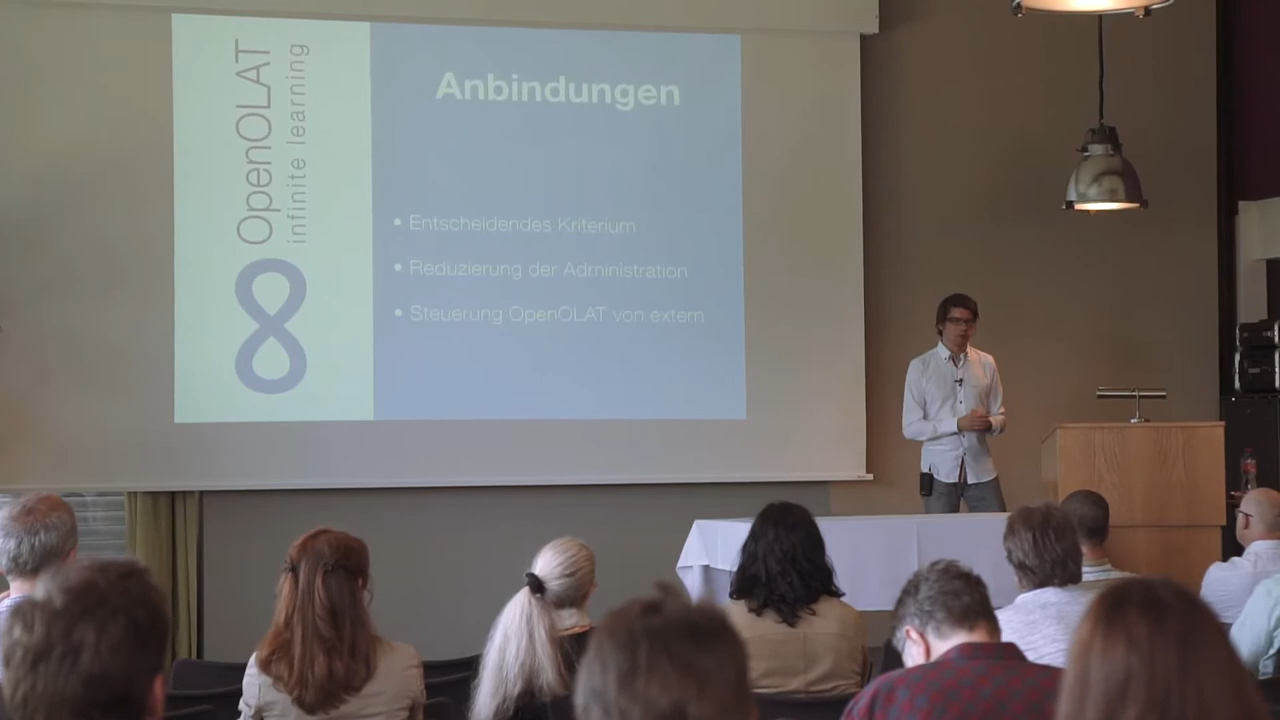 OpenOLAT
infinite learning
Anbindungen
• Entscheidendes Kriterium
• Reduzierung der Administration
• Steuerung OpenOLAT von extern